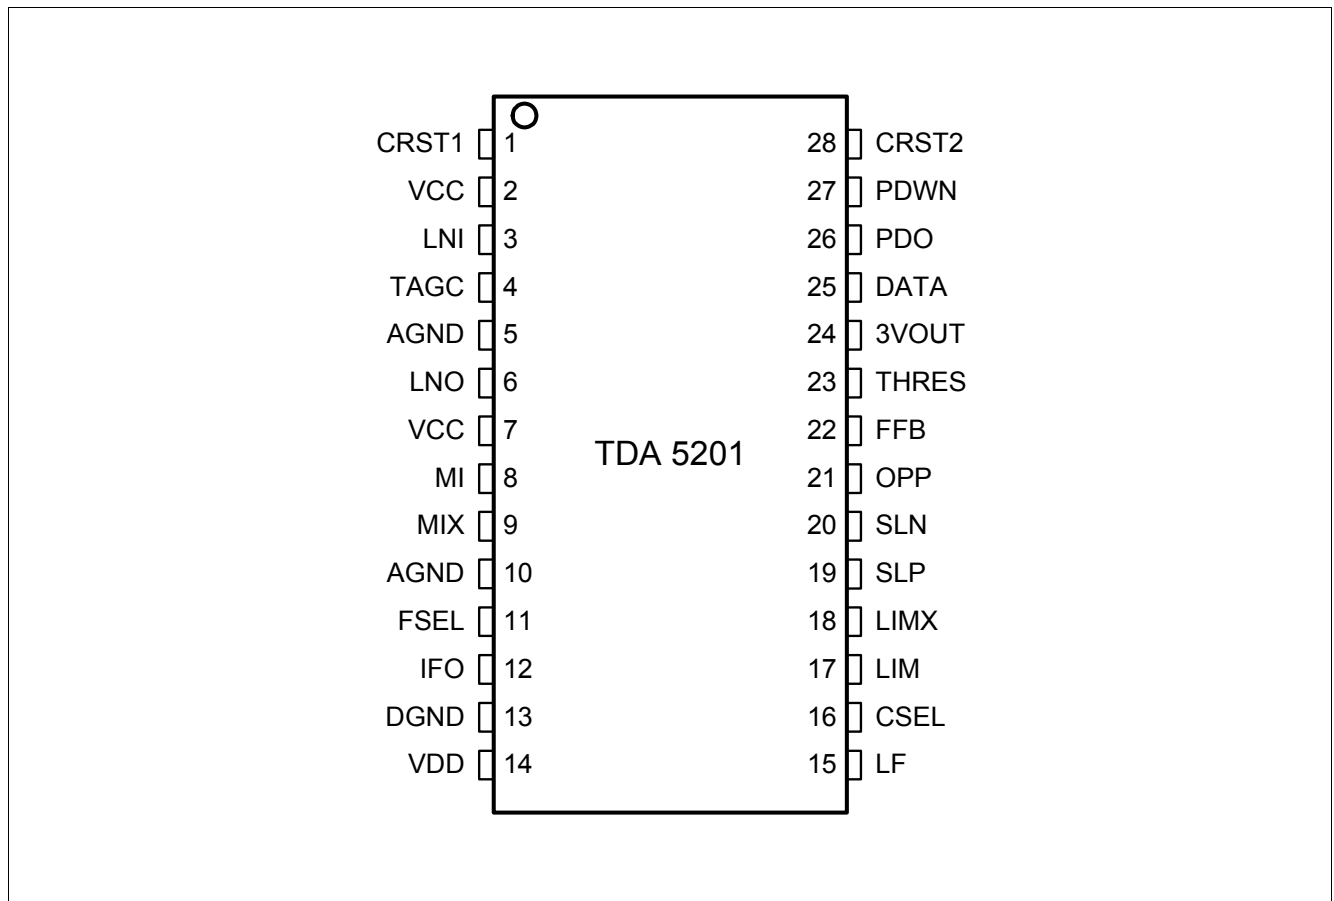 CRST1 1 28 CRST2
VCC 2 27 PDWN
LNI 3 26 PDO
TAGC 4 25 DATA
AGND 5 24 3VOUT
LNO 6 23 THRES
VCC 7 22 FFB
TDA 5201
MI 8 21 OPP
MIX 9 20 SLN
AGND 10 19 SLP
FSEL 11 18 LIMX
IFO 12 17 LIM
DGND 13 16 CSEL
VDD 14 15 LF